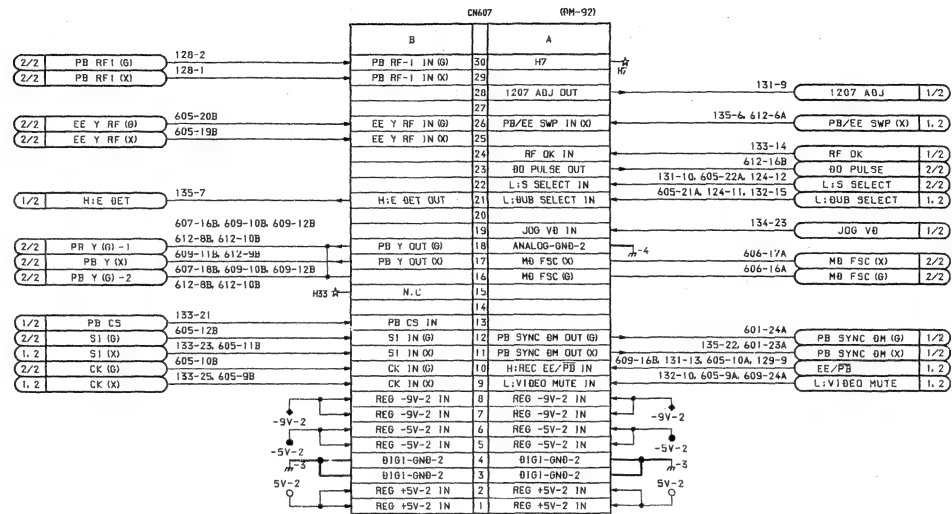 CN607 (DM-92)
B A
2/2 PB RF1 (G) 128-2 PB RF-1 IN (G) 30 H7 H7
2/2 PB RF1 (X) 128-1 PB RF-1 IN (X) 29
28 1207 ADJ OUT 131-9 1207 ADJ 1/2
27
2/2 EE Y RF (G) 605-20B EE Y RF IN (G) 26 PB/EE SWP IN (X) 135-6, 612-6A PB/EE SWP (X) 1, 2
2/2 EE Y RF (X) 605-19B EE Y RF IN (X) 25
24 RF OK IN 133-14 RF OK 1/2
23 DO PULSE OUT 612-16B DO PULSE 2/2
22 L:S SELECT IN 131-10, 605-22A, 124-12 L:S SELECT 2/2
1/2 H:E DET 135-7 H:E DET OUT 21 L:DUB SELECT IN 605-21A, 124-11, 132-15 L:DUB SELECT 1, 2
20
607-16B, 609-10B, 609-12B
19 JOG VD IN 134-23 JOG VD 1/2
612-8B, 612-10B
2/2 PB Y (G) -1 PB Y OUT (G) 18 ANALOG-GND-2 -4
609-11B, 612-9B
2/2 PB Y (X) PB Y OUT (X) 17 MD FSC (X) 606-17A MD FSC (X) 2/2
607-18B, 609-10B, 609-12B
2/2 PB Y (G) -2 16 MD FSC (G) 606-16A MD FSC (G) 2/2
612-8B, 612-10B
H33 N.C 15
14
1/2 PB CS 133-21 PB CS IN 13
2/2 SI (G) 605-12B SI IN (G) 12 PB SYNC DM OUT (G) 601-24A PB SYNC DM (G) 1/2
1, 2 SI (X) 133-23, 605-11B SI IN (X) 11 PB SYNC DM OUT (X) 135-22, 601-23A PB SYNC DM (X) 1/2
2/2 CK (G) 605-10B CK IN (G) 10 H:REC EE/PB IN 609-16B, 131-13, 605-10A, 129-9 EE/PB 1, 2
1, 2 CK (X) 133-25, 605-9B CK IN (X) 9 L:VIDEO MUTE IN 132-10, 605-9A, 609-24A L:VIDEO MUTE 1, 2
REG -9V-2 IN 8 REG -9V-2 IN
-9V-2 REG -9V-2 IN 7 REG -9V-2 IN -9V-2
REG -5V-2 IN 6 REG -5V-2 IN
-5V-2 REG -5V-2 IN 5 REG -5V-2 IN -5V-2
-3 DIGI-GND-2 4 DIGI-GND-2 -3
DIGI-GND-2 3 DIGI-GND-2
5V-2 REG +5V-2 IN 2 REG +5V-2 IN 5V-2
REG +5V-2 IN 1 REG +5V-2 IN